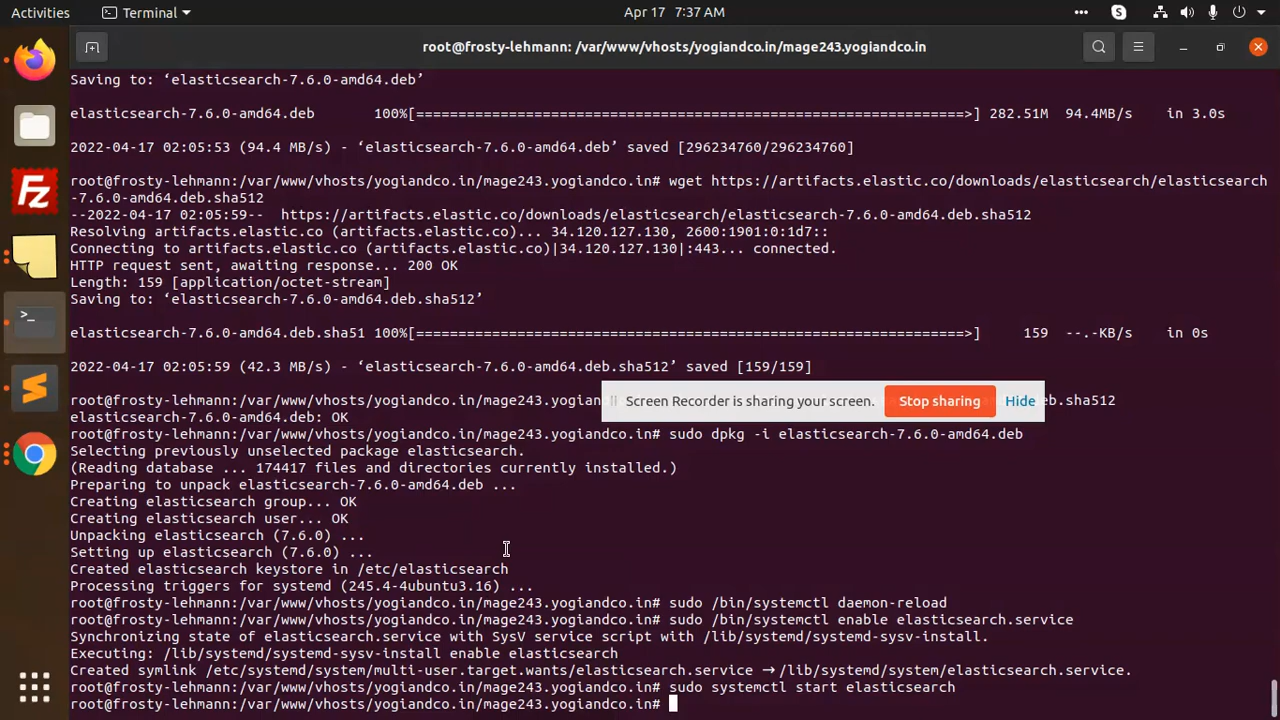 Activities Terminal Apr 17 7:37 AM
root@frosty-lehmann: /var/www/vhosts/yogiandco.in/mage243.yogiandco.in
Saving to: ‘elasticsearch-7.6.0-amd64.deb’
elasticsearch-7.6.0-amd64.deb 100%[=================================================================>] 282.51M 94.4MB/s in 3.0s
2022-04-17 02:05:53 (94.4 MB/s) - ‘elasticsearch-7.6.0-amd64.deb’ saved [296234760/296234760]
root@frosty-lehmann:/var/www/vhosts/yogiandco.in/mage243.yogiandco.in# wget https://artifacts.elastic.co/downloads/elasticsearch/elasticsearch
-7.6.0-amd64.deb.sha512
--2022-04-17 02:05:59-- https://artifacts.elastic.co/downloads/elasticsearch/elasticsearch-7.6.0-amd64.deb.sha512
Resolving artifacts.elastic.co (artifacts.elastic.co)... 34.120.127.130, 2600:1901:0:1d7::
Connecting to artifacts.elastic.co (artifacts.elastic.co)|34.120.127.130|:443... connected.
HTTP request sent, awaiting response... 200 OK
Length: 159 [application/octet-stream]
Saving to: ‘elasticsearch-7.6.0-amd64.deb.sha512’
elasticsearch-7.6.0-amd64.deb.sha51 100%[=================================================================>] 159 --.-KB/s in 0s
2022-04-17 02:05:59 (42.3 MB/s) - ‘elasticsearch-7.6.0-amd64.deb.sha512’ saved [159/159]
root@frosty-lehmann:/var/www/vhosts/yogiandco.in/mage243.yogian
Screen Recorder is sharing your screen. Stop sharing Hide
eb.sha512
elasticsearch-7.6.0-amd64.deb: OK
root@frosty-lehmann:/var/www/vhosts/yogiandco.in/mage243.yogiandco.in# sudo dpkg -i elasticsearch-7.6.0-amd64.deb
Selecting previously unselected package elasticsearch.
(Reading database ... 174417 files and directories currently installed.)
Preparing to unpack elasticsearch-7.6.0-amd64.deb ...
Creating elasticsearch group... OK
Creating elasticsearch user... OK
Unpacking elasticsearch (7.6.0) ...
Setting up elasticsearch (7.6.0) ...
Created elasticsearch keystore in /etc/elasticsearch
Processing triggers for systemd (245.4-4ubuntu3.16) ...
root@frosty-lehmann:/var/www/vhosts/yogiandco.in/mage243.yogiandco.in# sudo /bin/systemctl daemon-reload
root@frosty-lehmann:/var/www/vhosts/yogiandco.in/mage243.yogiandco.in# sudo /bin/systemctl enable elasticsearch.service
Synchronizing state of elasticsearch.service with SysV service script with /lib/systemd/systemd-sysv-install.
Executing: /lib/systemd/systemd-sysv-install enable elasticsearch
Created symlink /etc/systemd/system/multi-user.target.wants/elasticsearch.service → /lib/systemd/system/elasticsearch.service.
root@frosty-lehmann:/var/www/vhosts/yogiandco.in/mage243.yogiandco.in# sudo systemctl start elasticsearch
root@frosty-lehmann:/var/www/vhosts/yogiandco.in/mage243.yogiandco.in#